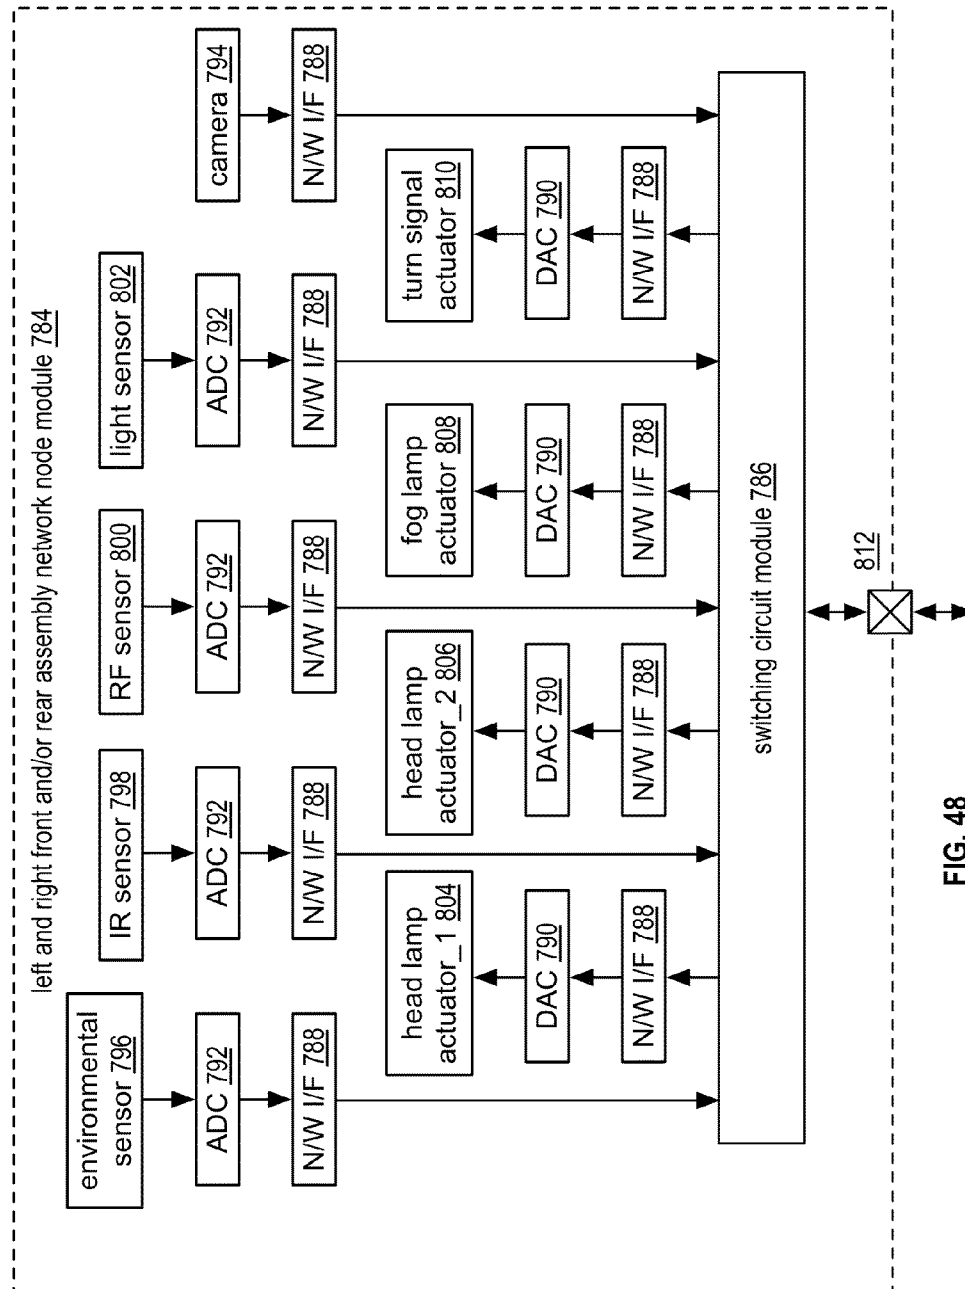 left and right front and/or rear assembly network node module 784
environmental
sensor 796
IR sensor 798
RF sensor 800
light sensor 802
camera 794
ADC 792
ADC 792
ADC 792
ADC 792
N/W I/F 788
N/W I/F 788
N/W I/F 788
N/W I/F 788
N/W I/F 788
head lamp
actuator_1 804
head lamp
actuator_2 806
fog lamp
actuator 808
turn signal
actuator 810
DAC 790
DAC 790
DAC 790
DAC 790
N/W I/F 788
N/W I/F 788
N/W I/F 788
N/W I/F 788
switching circuit module 786
812
FIG. 48